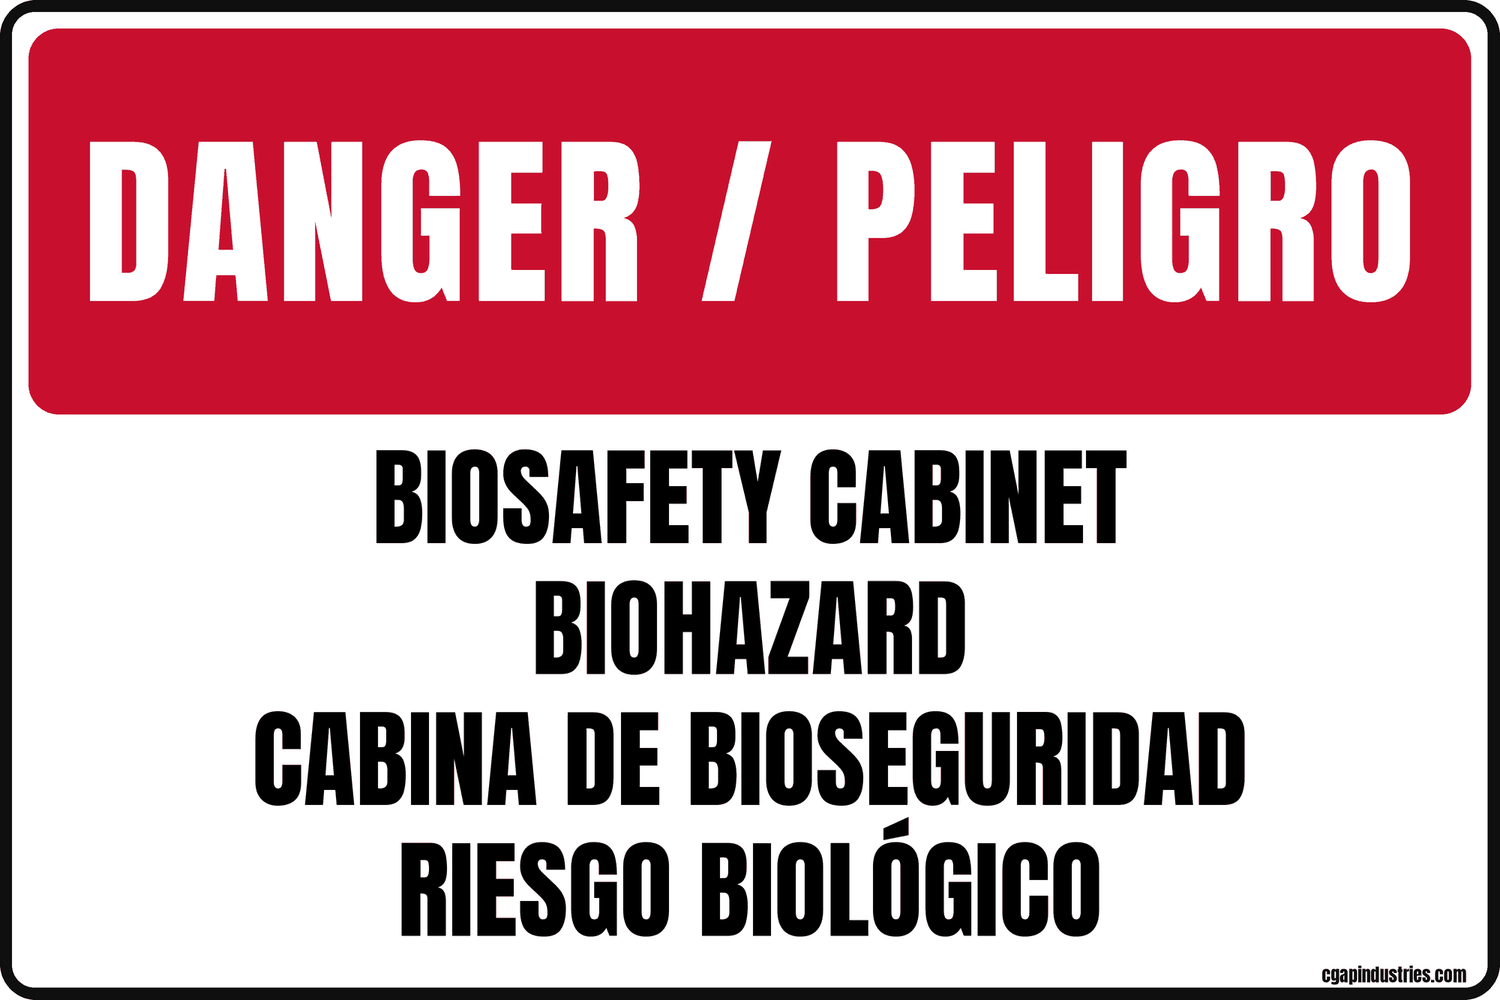 DANGER / PELIGRO
BIOSAFETY CABINET
BIOHAZARD
CABINA DE BIOSEGURIDAD
RIESGO BIOLÓGICO
cgapindustries.com